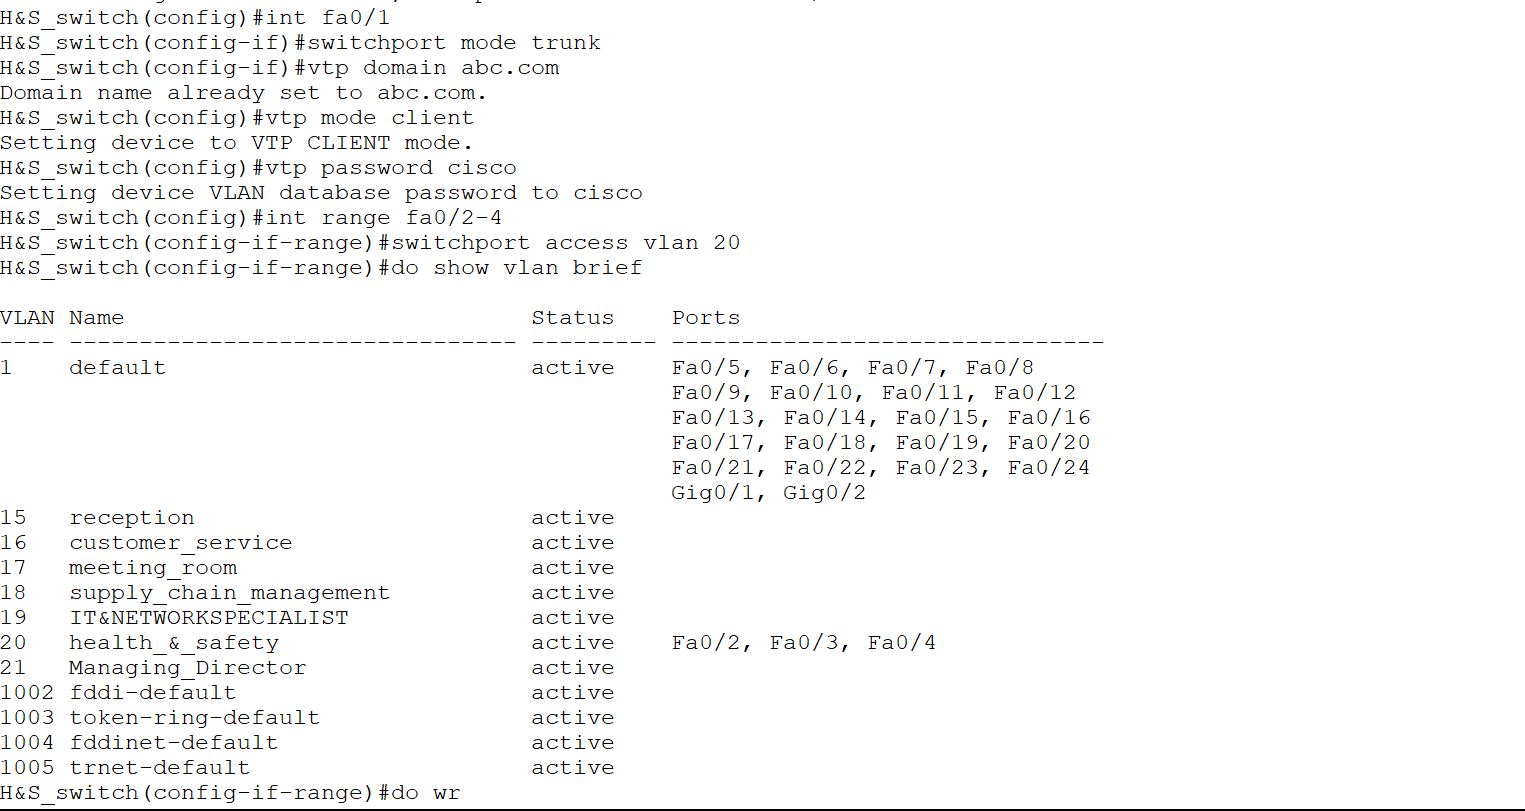 H&S_switch(config)#int fa0/1
H&S_switch(config-if)#switchport mode trunk
H&S_switch(config-if)#vtp domain abc.com
Domain name already set to abc.com.
H&S_switch(config)#vtp mode client
Setting device to VTP CLIENT mode.
H&S_switch(config)#vtp password cisco
Setting device VLAN database password to cisco
H&S_switch(config)#int range fa0/2-4
H&S_switch(config-if-range)#switchport access vlan 20
H&S_switch(config-if-range)#do show vlan brief

VLAN Name                             Status    Ports
---- -------------------------------- --------- -------------------------------
1    default                          active    Fa0/5, Fa0/6, Fa0/7, Fa0/8
                                                Fa0/9, Fa0/10, Fa0/11, Fa0/12
                                                Fa0/13, Fa0/14, Fa0/15, Fa0/16
                                                Fa0/17, Fa0/18, Fa0/19, Fa0/20
                                                Fa0/21, Fa0/22, Fa0/23, Fa0/24
                                                Gig0/1, Gig0/2
15   reception                        active
16   customer_service                 active
17   meeting_room                     active
18   supply_chain_management          active
19   IT&NETWORKSPECIALIST             active
20   health_&_safety                  active    Fa0/2, Fa0/3, Fa0/4
21   Managing_Director                active
1002 fddi-default                     active
1003 token-ring-default               active
1004 fddinet-default                  active
1005 trnet-default                    active
H&S_switch(config-if-range)#do wr